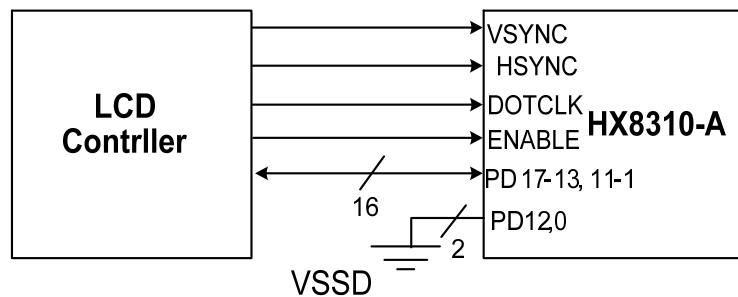 LCD
Contrller
VSYNC
HSYNC
DOTCLK
ENABLE
HX8310-A
PD 17-13, 11-1
16
PD12,0
2
VSSD